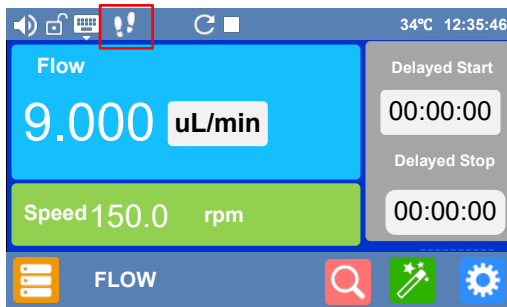 34℃ 12:35:46
Flow
9.000 uL/min
Speed 150.0 rpm
Delayed Start
00:00:00
Delayed Stop
00:00:00
FLOW